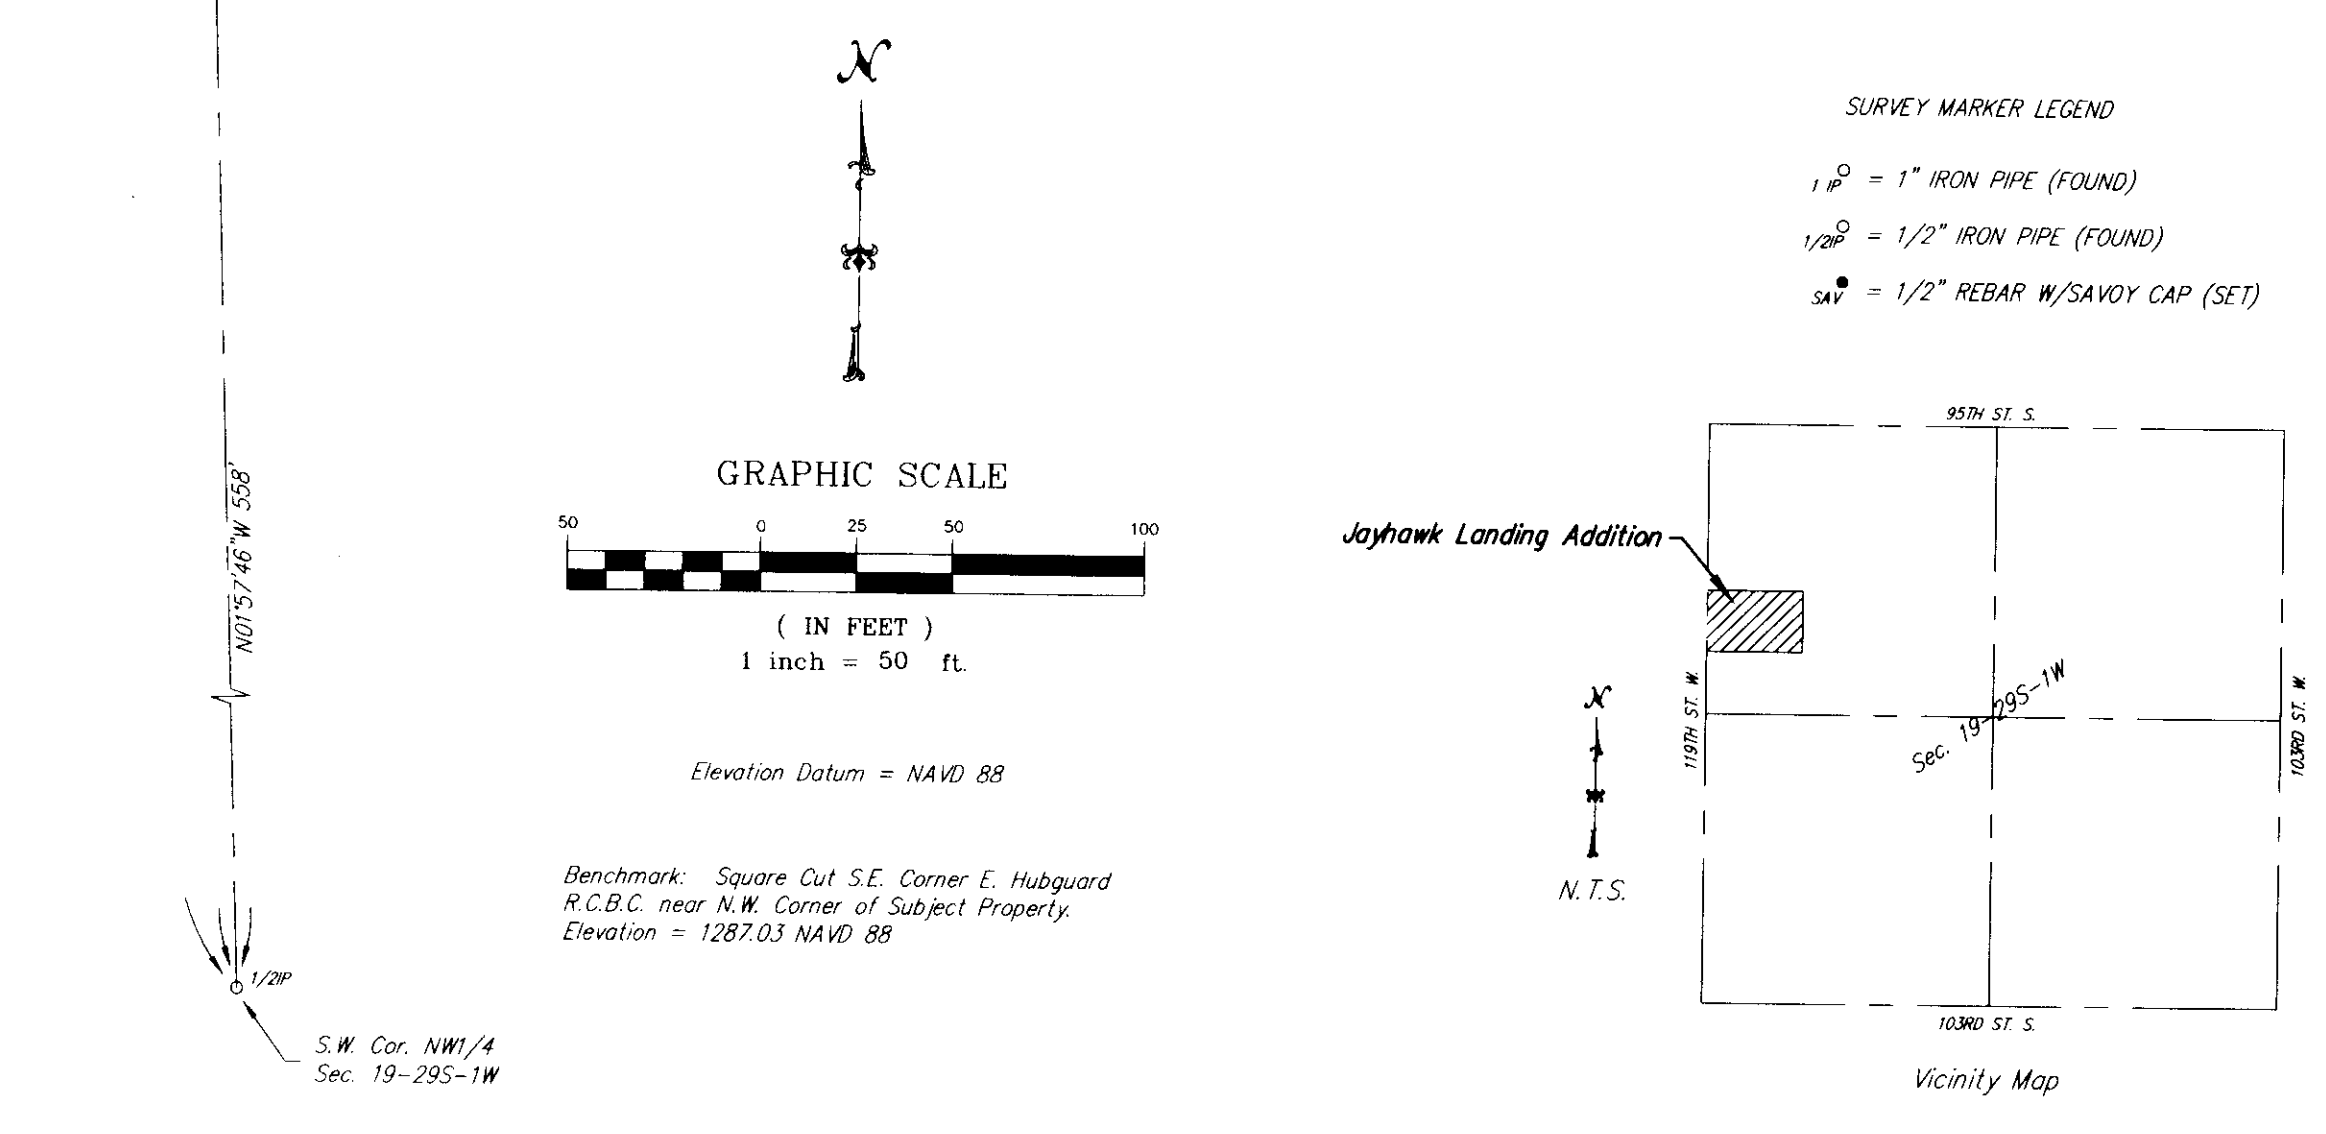 N
SURVEY MARKER LEGEND
1 IP = 1" IRON PIPE (FOUND)
1/2IP = 1/2" IRON PIPE (FOUND)
SAV = 1/2" REBAR W/SAVOY CAP (SET)
N01°57'46"W 558'
GRAPHIC SCALE
50 0 25 50 100
( IN FEET )
1 inch = 50 ft.
Elevation Datum = NAVD 88
Benchmark: Square Cut S.E. Corner E. Hubguard
R.C.B.C. near N.W. Corner of Subject Property.
Elevation = 1287.03 NAVD 88
1/2IP
S.W. Cor. NW1/4
Sec. 19-29S-1W
95TH ST. S.
Jayhawk Landing Addition
119TH ST. W.
Sec. 19-29S-1W
103RD ST. W.
N
N.T.S.
103RD ST. S.
Vicinity Map